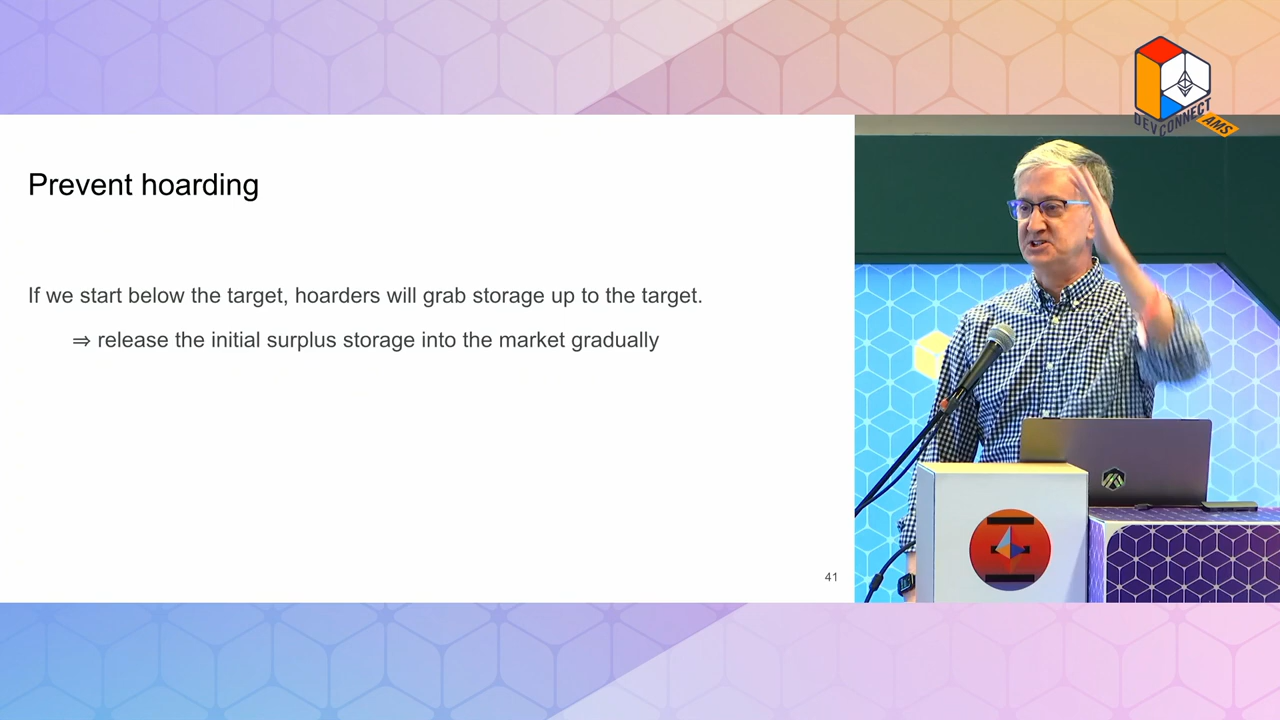 DEVCONNECT
AMS
Prevent hoarding
If we start below the target, hoarders will grab storage up to the target.
⇒ release the initial surplus storage into the market gradually
41